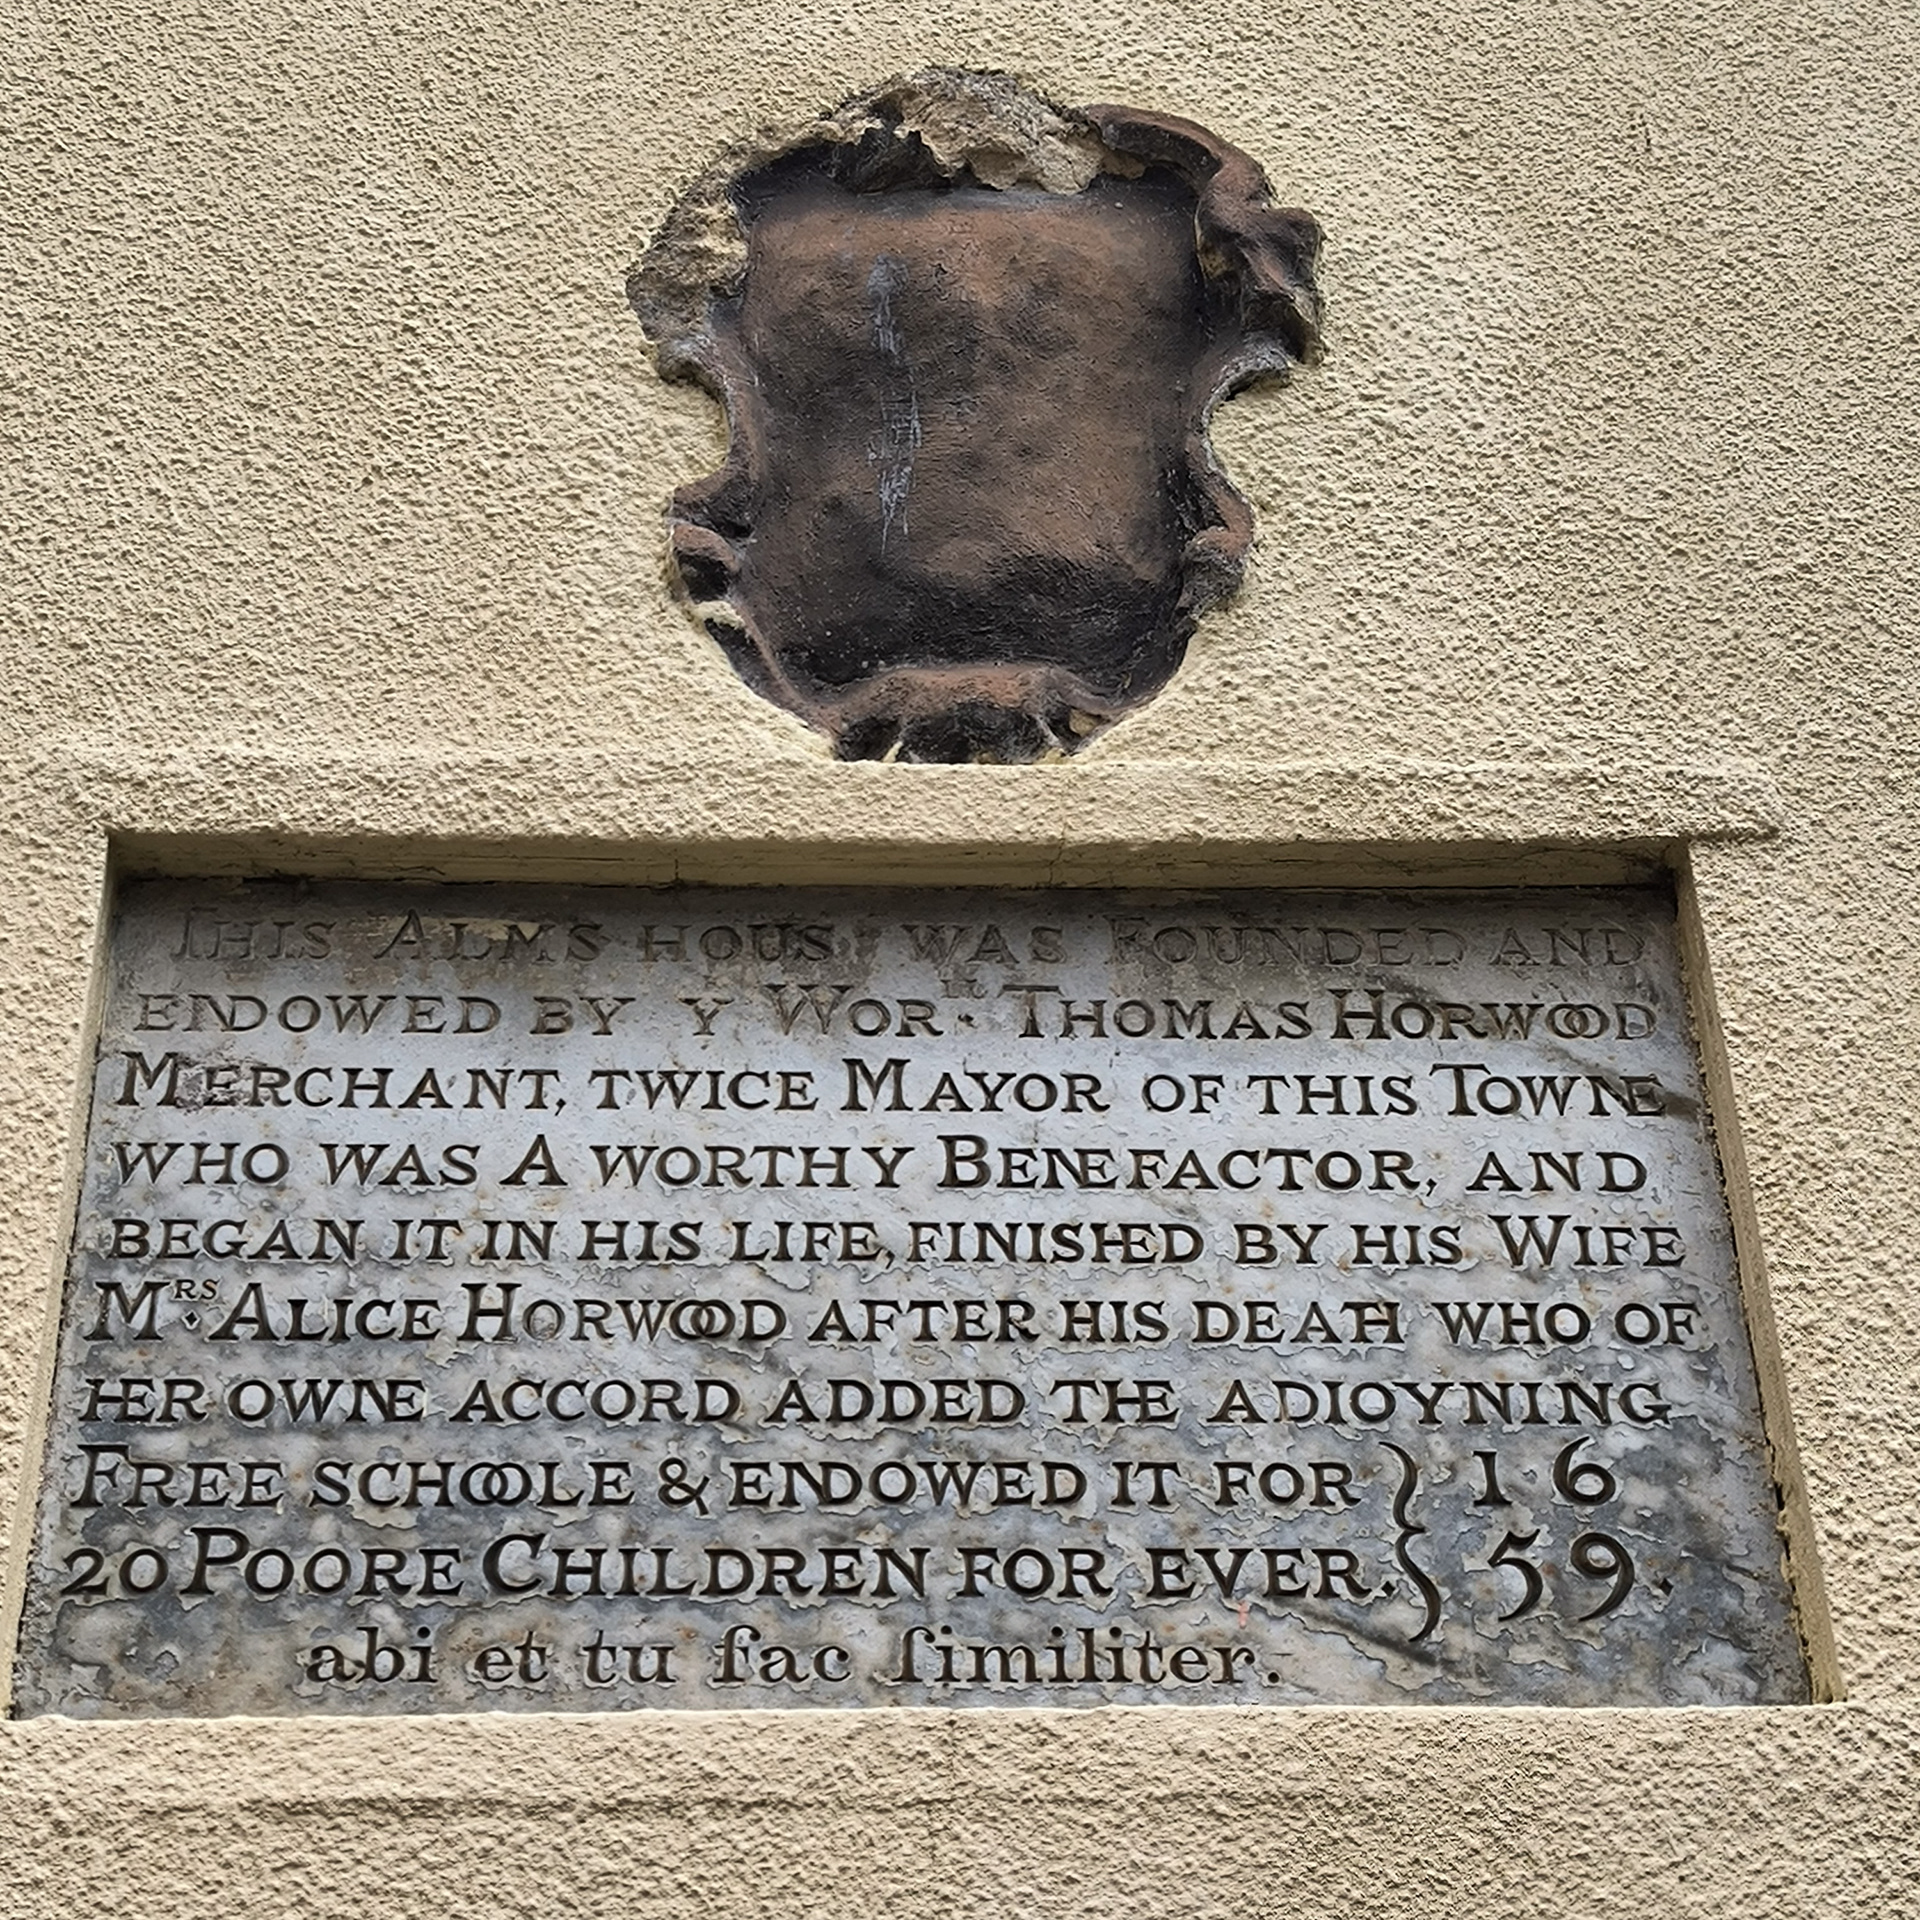 THIS ALMS HOUS WAS FOUNDED AND
ENDOWED BY Y WOR.ll THOMAS HORWOOD
MERCHANT, TWICE MAYOR OF THIS TOWNE
WHO WAS A WORTHY BENEFACTOR, AND
BEGAN IT IN HIS LIFE, FINISHED BY HIS WIFE
MRS. ALICE HORWOOD AFTER HIS DEATH WHO OF
HER OWNE ACCORD ADDED THE ADIOYNING
FREE SCHOOLE & ENDOWED IT FOR } 16
20 POORE CHILDREN FOR EVER. } 59.
abi et tu fac ſimiliter.